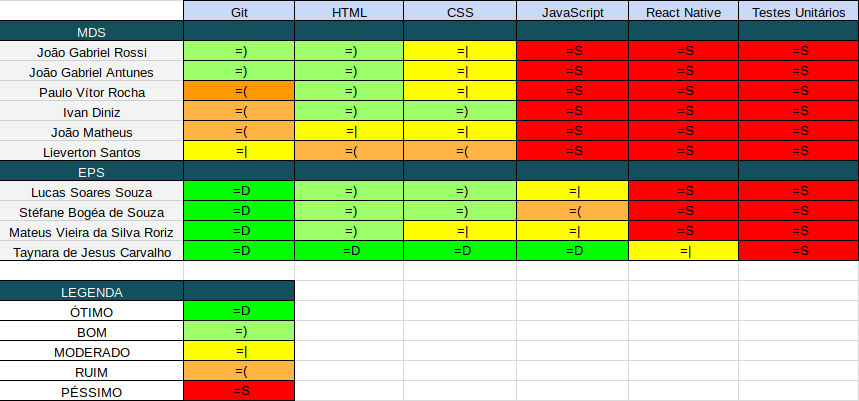 Git HTML CSS JavaScript React Native Testes Unitários
MDS
João Gabriel Rossi =) =) =| =S =S =S
João Gabriel Antunes =) =) =| =S =S =S
Paulo Vítor Rocha =( =) =| =S =S =S
Ivan Diniz =( =) =) =S =S =S
João Matheus =( =| =| =S =S =S
Lieverton Santos =| =( =( =S =S =S
EPS
Lucas Soares Souza =D =) =) =| =S =S
Stéfane Bogéa de Souza =D =) =) =( =S =S
Mateus Vieira da Silva Roriz =D =) =| =| =S =S
Taynara de Jesus Carvalho =D =D =D =D =| =S
LEGENDA
ÓTIMO =D
BOM =)
MODERADO =|
RUIM =(
PÉSSIMO =S